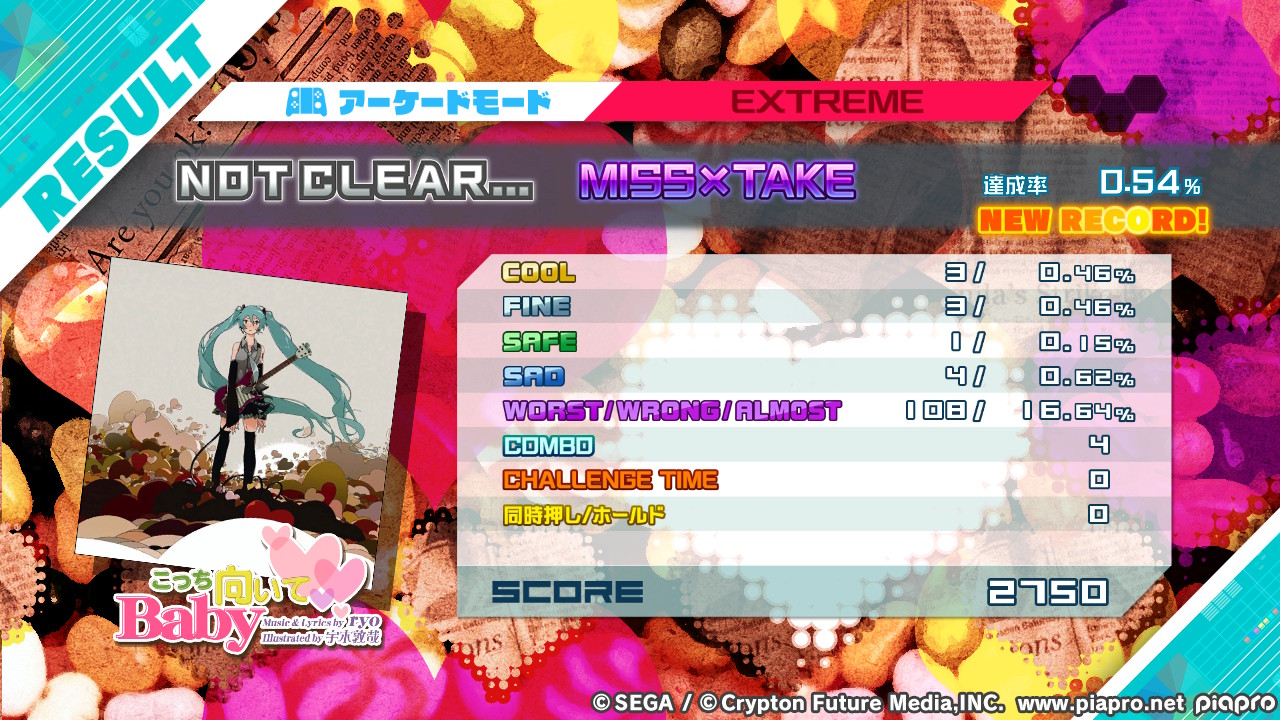 RESULT
アーケードモード EXTREME
NOT CLEAR... MISS×TAKE 達成率 0.54%
NEW RECORD!
COOL 3/ 0.46%
FINE 3/ 0.46%
SAFE 1/ 0.15%
SAD 4/ 0.62%
WORST/WRONG/ALMOST 108/ 16.64%
COMBO 4
CHALLENGE TIME 0
同時押し/ホールド 0
SCORE 2750
こっち向いて
Baby
Music & Lyrics by ryo
Illustrated by 宇木敦哉
Are you
© SEGA / © Crypton Future Media,INC. www.piapro.net piapro